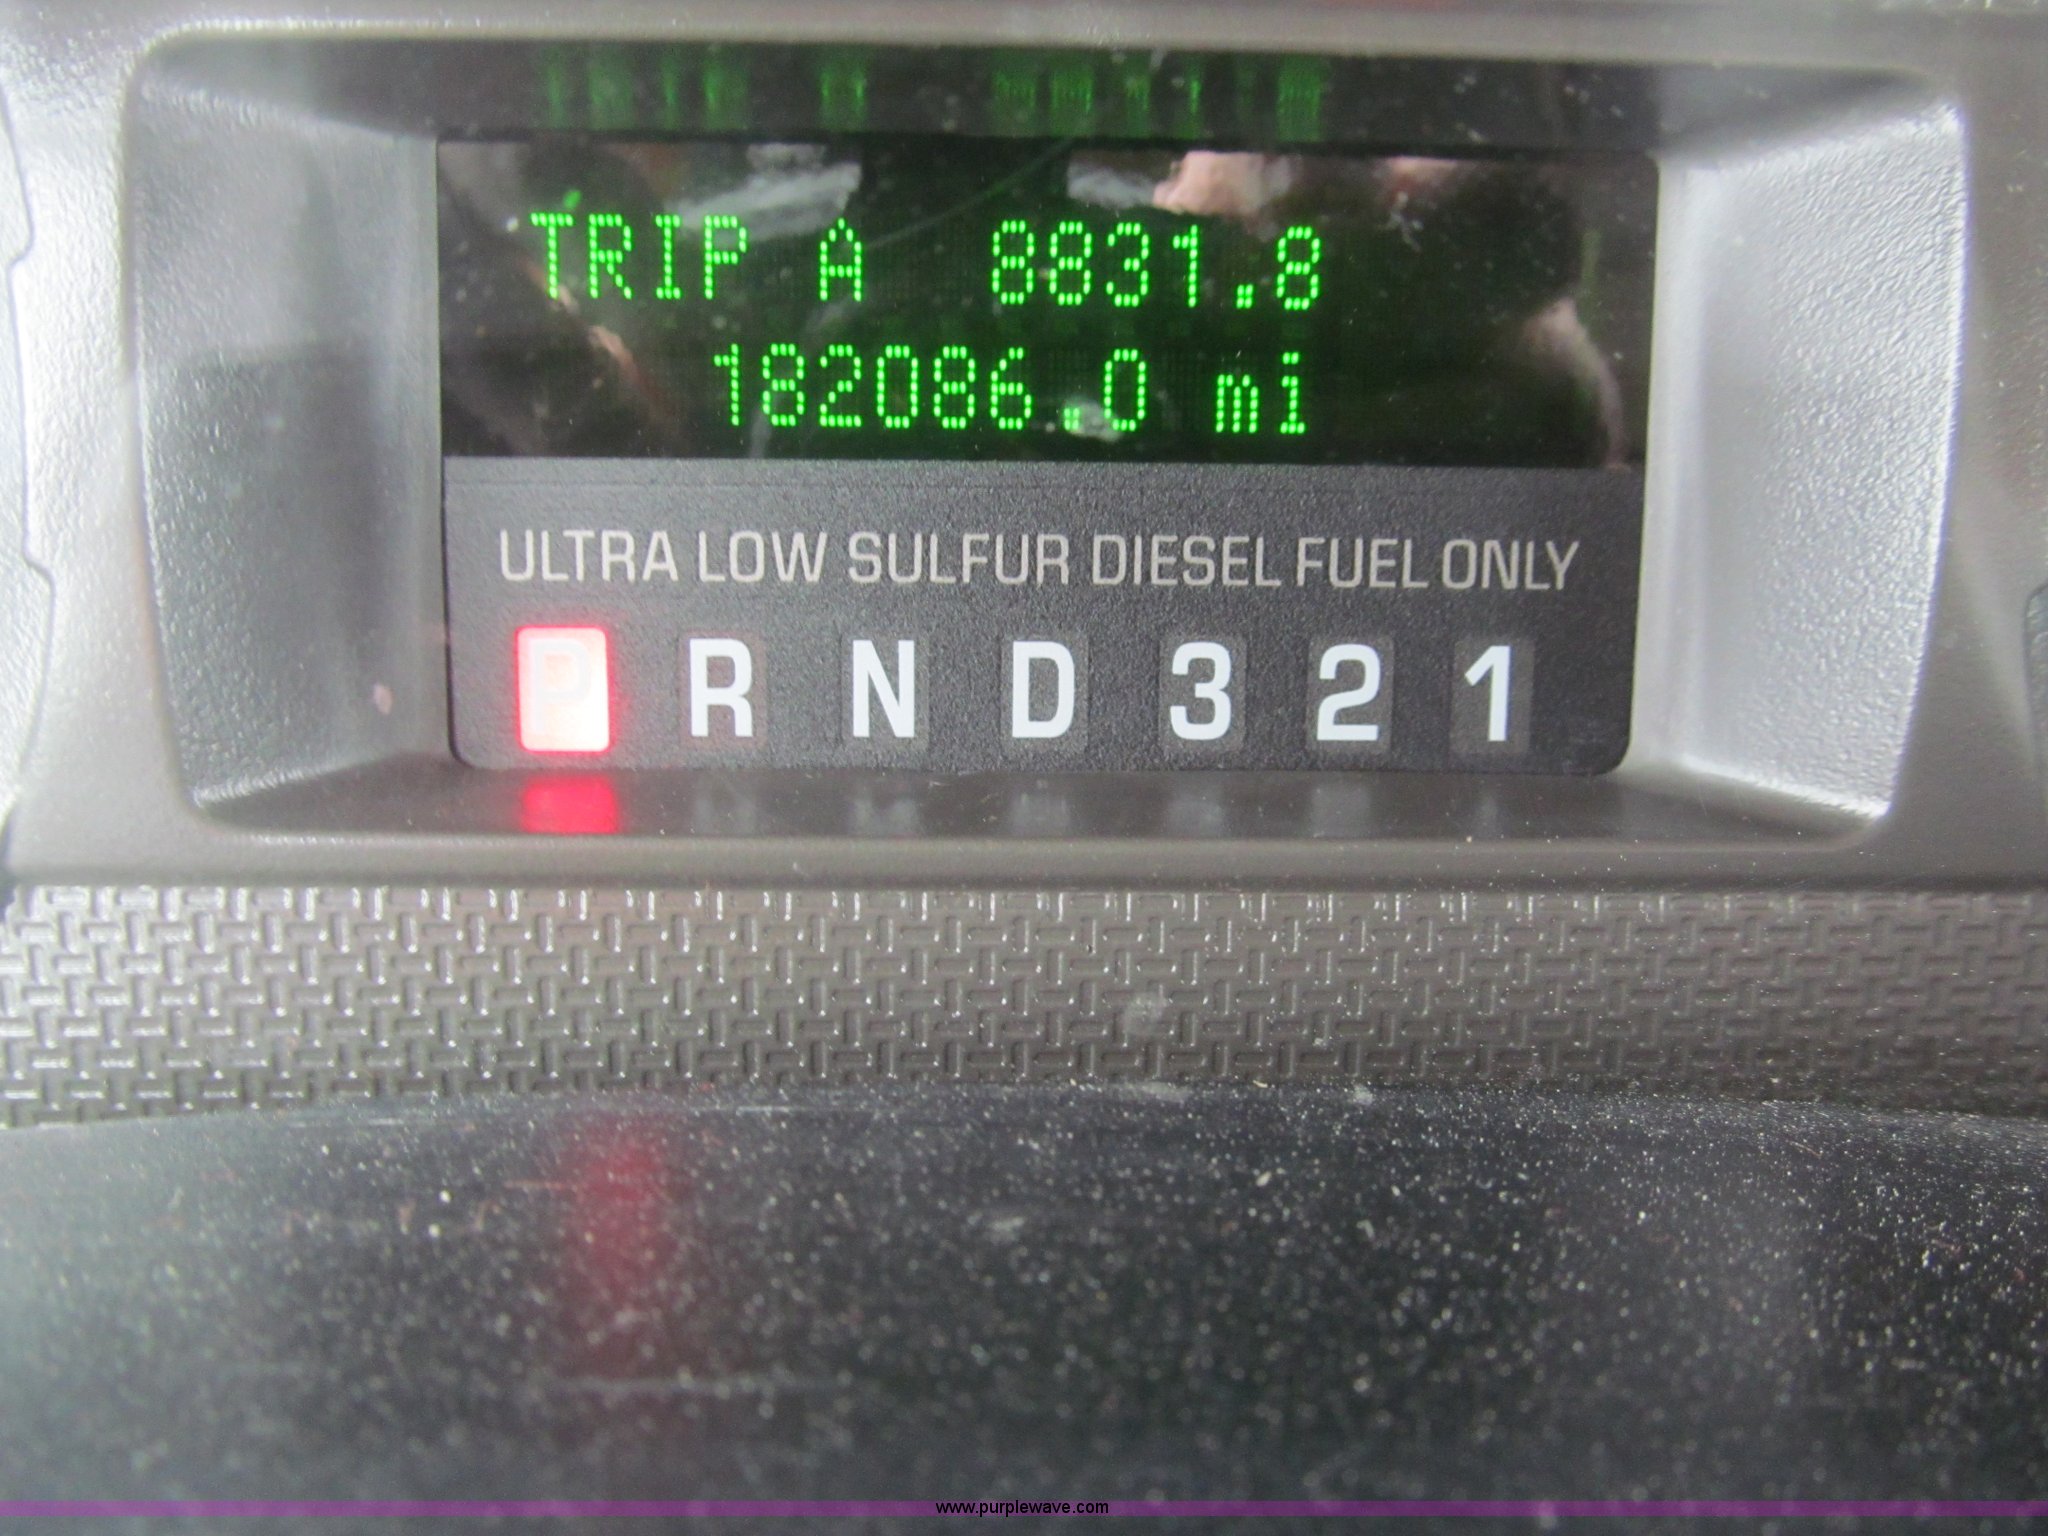 TRIP A 8831.8
182086.0 mi
ULTRA LOW SULFUR DIESEL FUEL ONLY
P R N D 3 2 1
www.purplewave.com